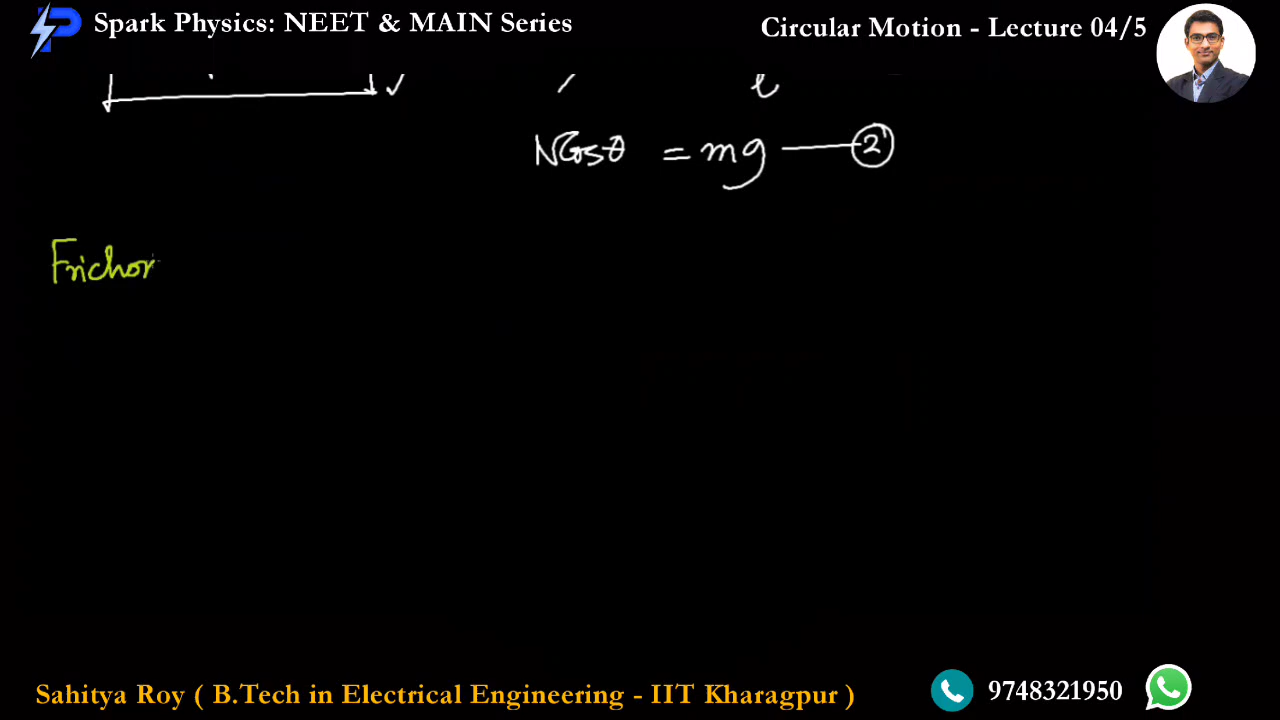 Spark Physics: NEET & MAIN Series
Circular Motion - Lecture 04/5
NCosθ = mg — 2
Friction
Sahitya Roy ( B.Tech in Electrical Engineering - IIT Kharagpur )
9748321950